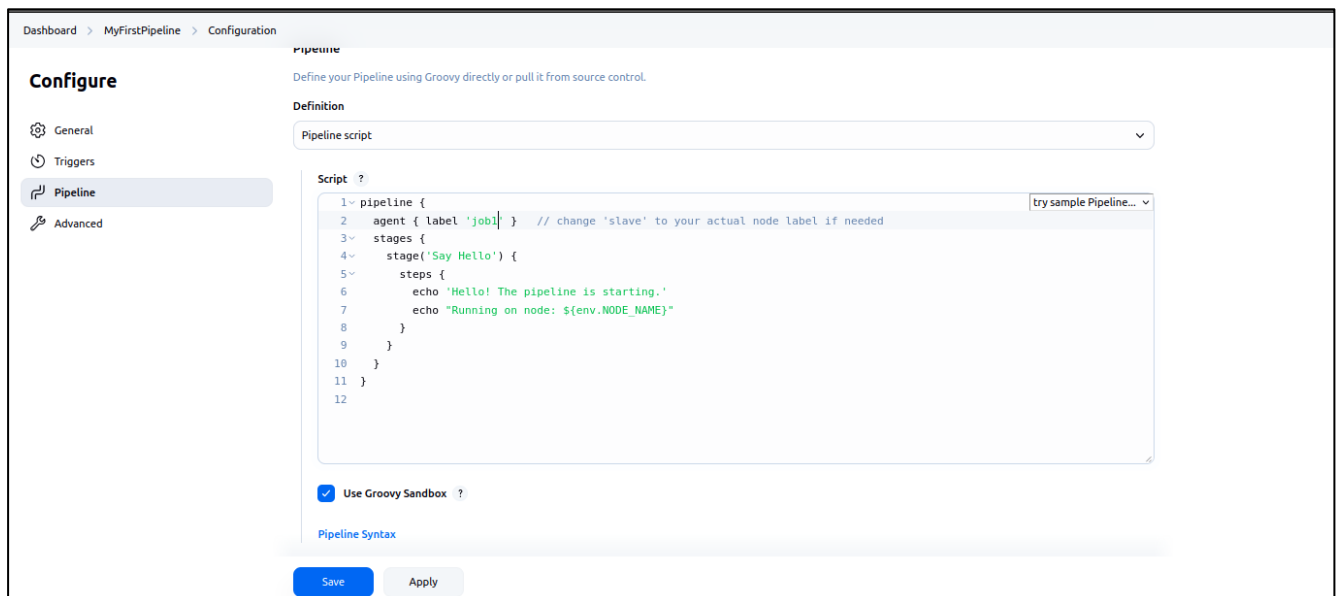 Dashboard > MyFirstPipeline > Configuration
Configure
General
Triggers
Pipeline
Advanced
Pipeline
Define your Pipeline using Groovy directly or pull it from source control.
Definition
Pipeline script
Script ?
try sample Pipeline...
1 pipeline {
2   agent { label 'job1' }   // change 'slave' to your actual node label if needed
3   stages {
4     stage('Say Hello') {
5       steps {
6         echo 'Hello! The pipeline is starting.'
7         echo "Running on node: ${env.NODE_NAME}"
8       }
9     }
10   }
11 }
12
Use Groovy Sandbox ?
Pipeline Syntax
Save
Apply